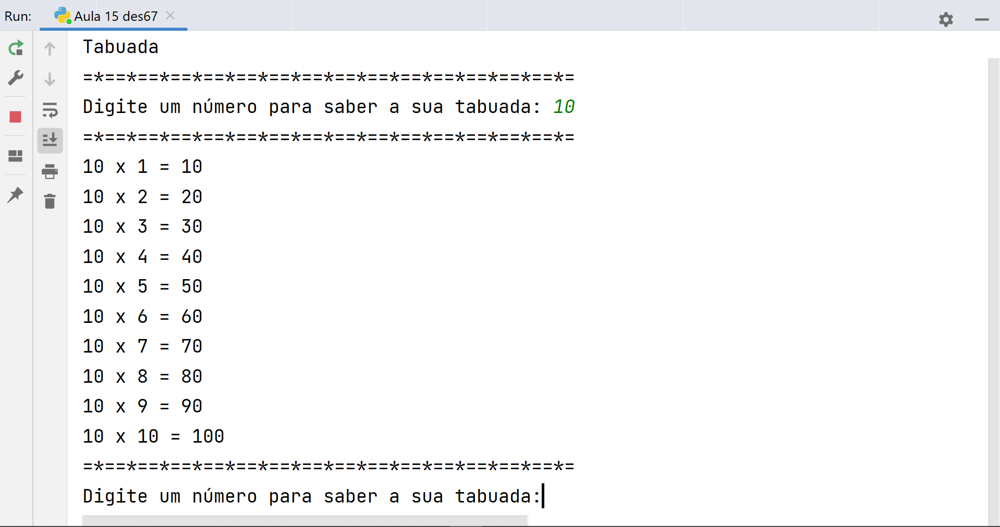 Run: Aula 15 des67
Tabuada
=*==*==*==*==*==*==*==*==*==*==*==*==*==*==*=
Digite um número para saber a sua tabuada: 10
=*==*==*==*==*==*==*==*==*==*==*==*==*==*==*=
10 x 1 = 10
10 x 2 = 20
10 x 3 = 30
10 x 4 = 40
10 x 5 = 50
10 x 6 = 60
10 x 7 = 70
10 x 8 = 80
10 x 9 = 90
10 x 10 = 100
=*==*==*==*==*==*==*==*==*==*==*==*==*==*==*=
Digite um número para saber a sua tabuada: